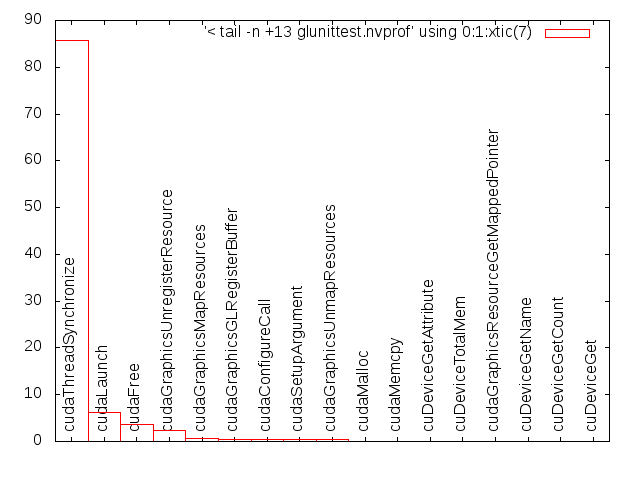 '< tail -n +13 glunittest.nvprof' using 0:1:xtic(7)
90
80
70
60
50
40
30
20
10
0
cudaThreadSynchronize
cudaLaunch
cudaFree
cudaGraphicsUnregisterResource
cudaGraphicsMapResources
cudaGraphicsGLRegisterBuffer
cudaConfigureCall
cudaSetupArgument
cudaGraphicsUnmapResources
cudaMalloc
cudaMemcpy
cuDeviceGetAttribute
cuDeviceTotalMem
cudaGraphicsResourceGetMappedPointer
cuDeviceGetName
cuDeviceGetCount
cuDeviceGet